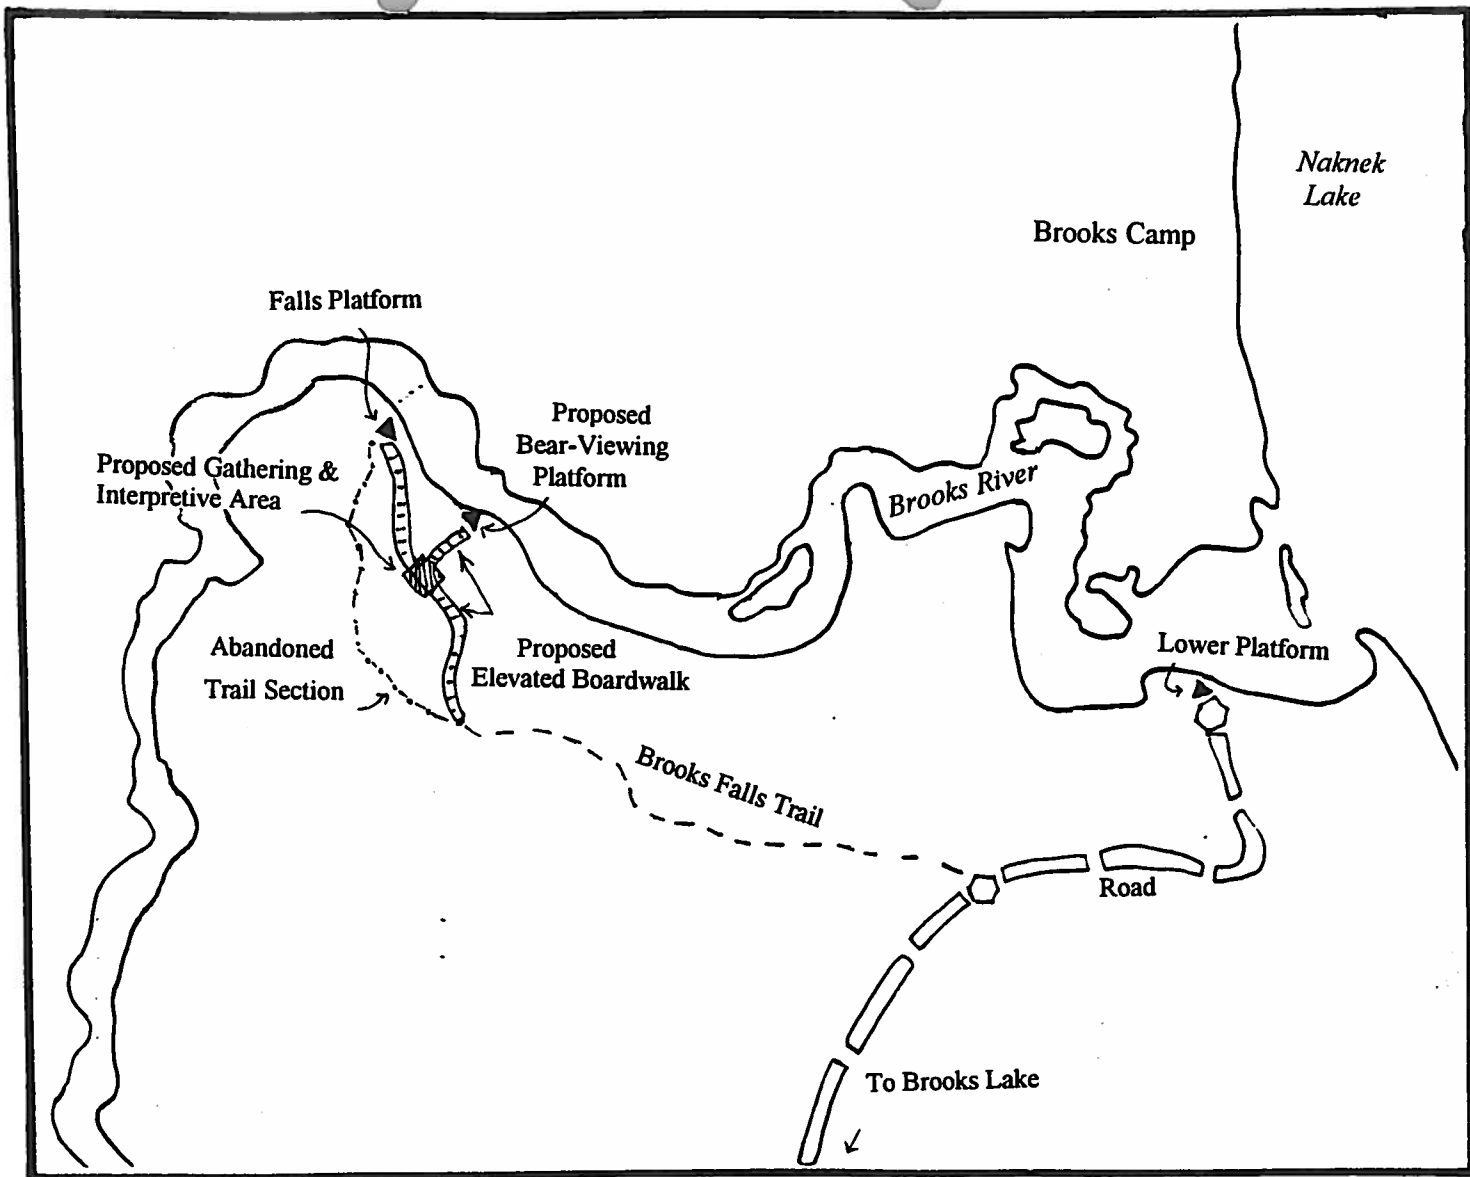 Naknek
Lake
Brooks Camp
Falls Platform
Proposed
Bear-Viewing
Platform
Proposed Gathering &
Interpretive Area
Brooks River
Abandoned
Trail Section
Proposed
Elevated Boardwalk
Lower Platform
Brooks Falls Trail
Road
To Brooks Lake